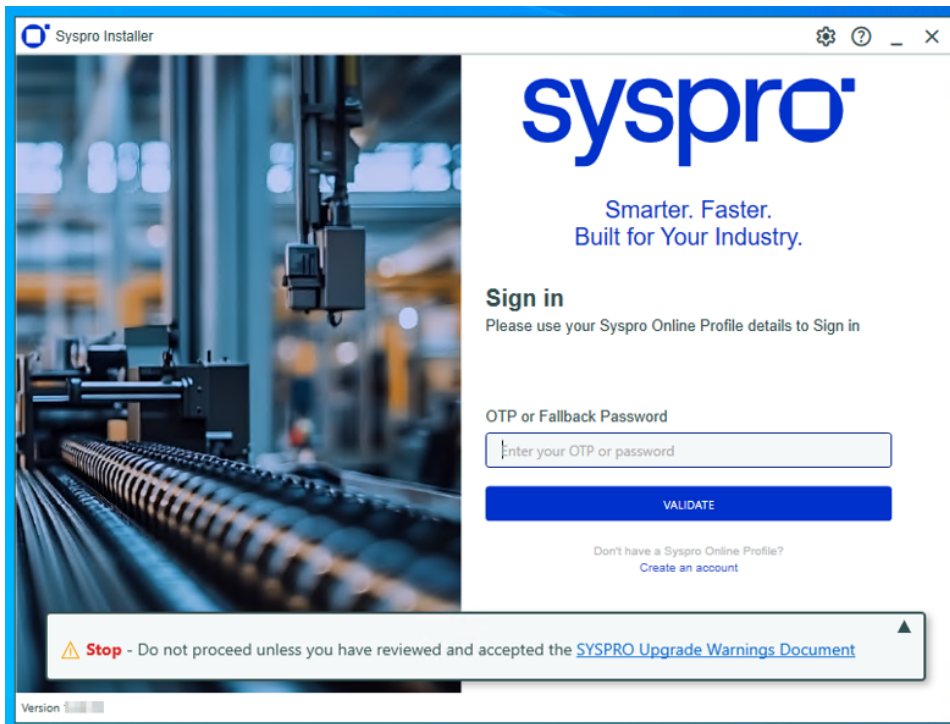 Syspro Installer
syspro
Smarter. Faster.
Built for Your Industry.
Sign in
Please use your Syspro Online Profile details to Sign in
OTP or Fallback Password
Enter your OTP or password
VALIDATE
Don't have a Syspro Online Profile?
Create an account
Stop - Do not proceed unless you have reviewed and accepted the SYSPRO Upgrade Warnings Document
Version